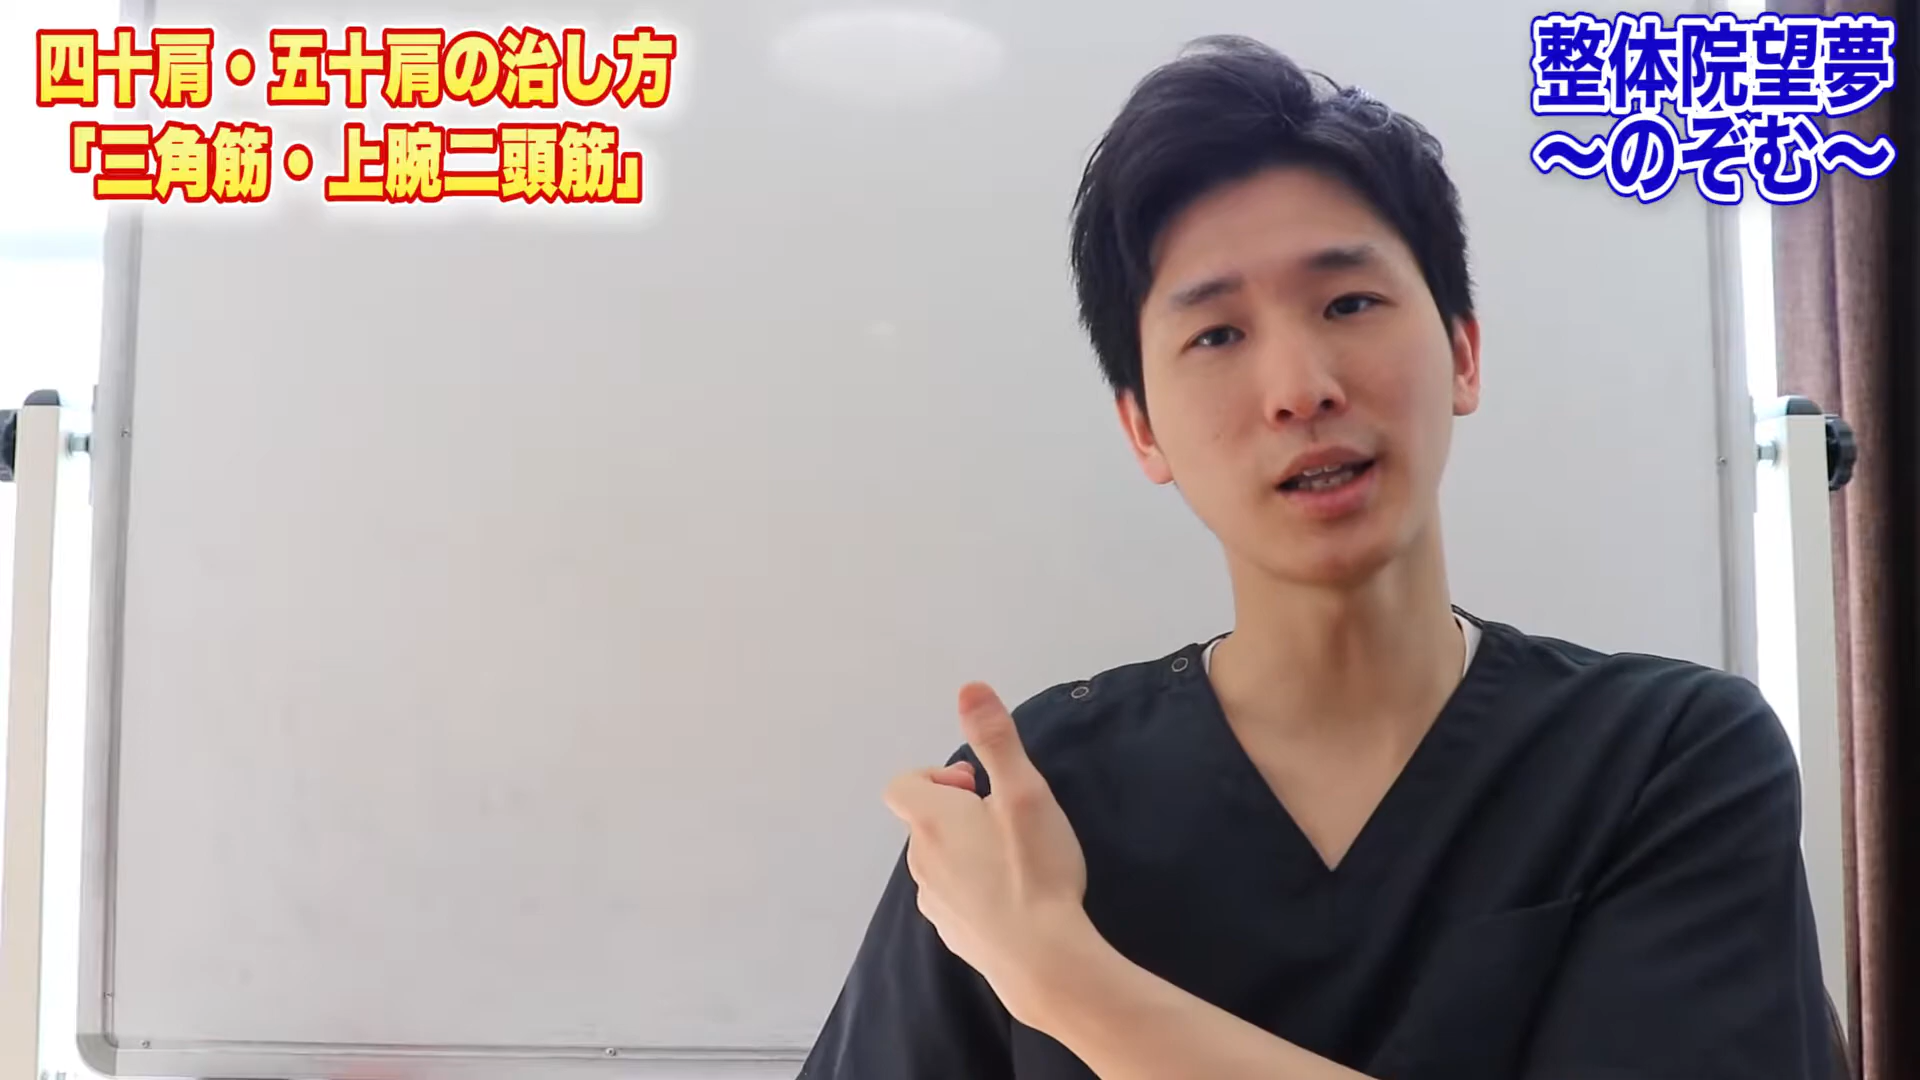 四十肩・五十肩の治し方
「三角筋・上腕二頭筋」
整体院望夢
～のぞむ～